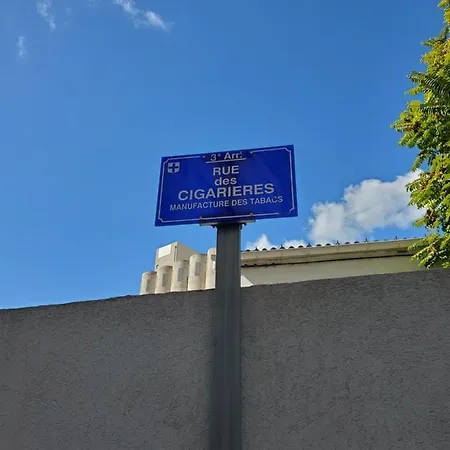 3e Arrt
RUE
des
CIGARIERES
MANUFACTURE DES TABACS